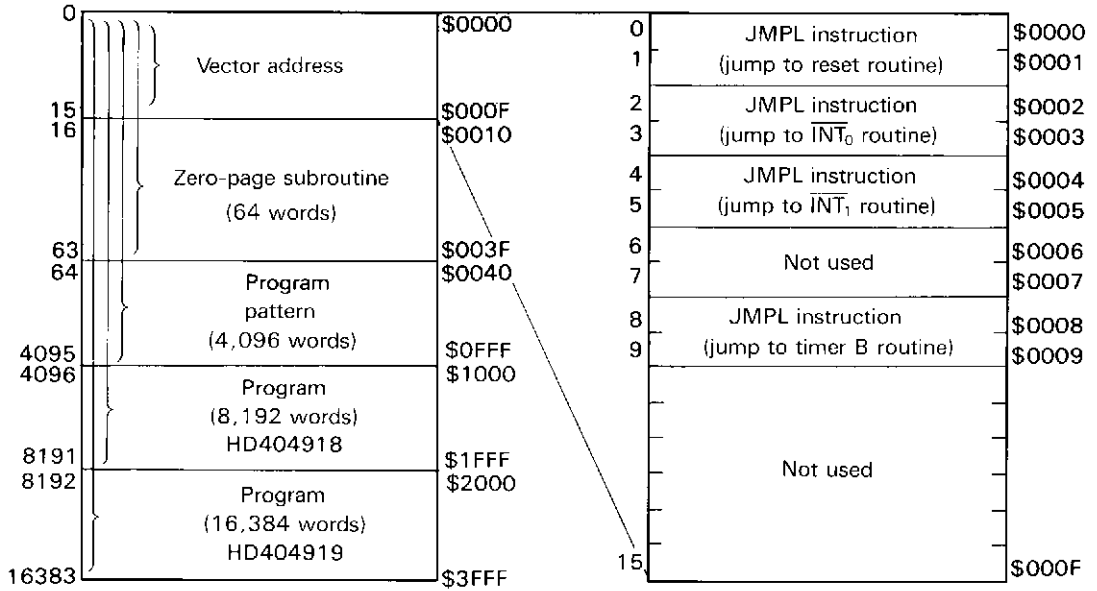 0
$0000
Vector address
15
$000F
16
$0010
Zero-page subroutine
(64 words)
63
$003F
64
$0040
Program
pattern
(4,096 words)
4095
$0FFF
4096
$1000
Program
(8,192 words)
HD404918
8191
$1FFF
8192
$2000
Program
(16,384 words)
HD404919
16383
$3FFF
0
JMPL instruction
$0000
1
(jump to reset routine)
$0001
2
JMPL instruction
$0002
3
(jump to I̅N̅T̅₀ routine)
$0003
4
JMPL instruction
$0004
5
(jump to I̅N̅T̅₁ routine)
$0005
6
$0006
Not used
7
$0007
8
JMPL instruction
$0008
9
(jump to timer B routine)
$0009
Not used
15
$000F